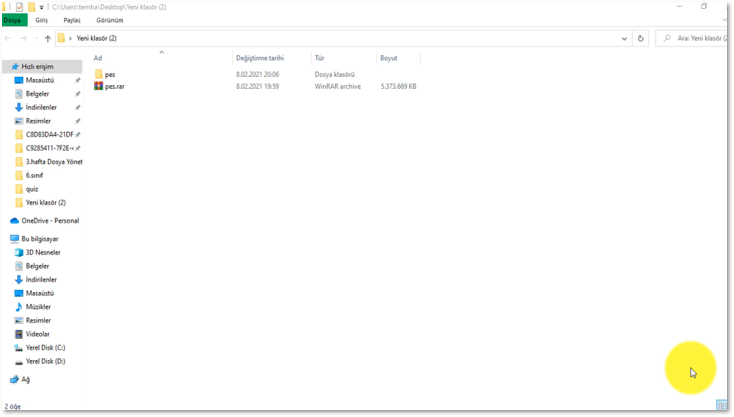 C:\Users\temha\Desktop\Yeni klasör (2)
Dosya Giriş Paylaş Görünüm
Yeni klasör (2)
Ara: Yeni klasör (2
Ad Değiştirme tarihi Tür Boyut
pes 8.02.2021 20:06 Dosya klasörü
pes.rar 8.02.2021 19:59 WinRAR archive 5.373.669 KB
Hızlı erişim
Masaüstü
Belgeler
İndirilenler
Resimler
C8D83DA4-21DF
C9285411-7F2E-
3.hafta Dosya Yönet
6.sınıf
quiz
Yeni klasör (2)
OneDrive - Personal
Bu bilgisayar
3D Nesneler
Belgeler
İndirilenler
Masaüstü
Müzikler
Resimler
Videolar
Yerel Disk (C:)
Yerel Disk (D:)
Ağ
2 öğe